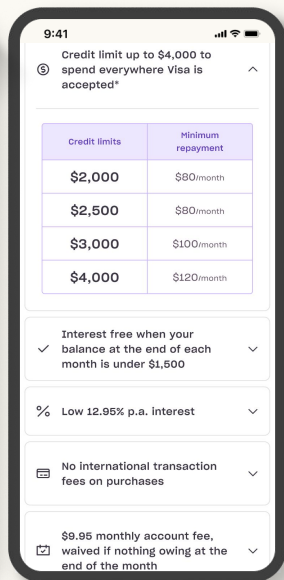 9:41
Credit limit up to $4,000 to
spend everywhere Visa is
accepted*
Credit limits
Minimum
repayment
$2,000
$80/month
$2,500
$80/month
$3,000
$100/month
$4,000
$120/month
Interest free when your
balance at the end of each
month is under $1,500
Low 12.95% p.a. interest
No international transaction
fees on purchases
$9.95 monthly account fee,
waived if nothing owing at the
end of the month